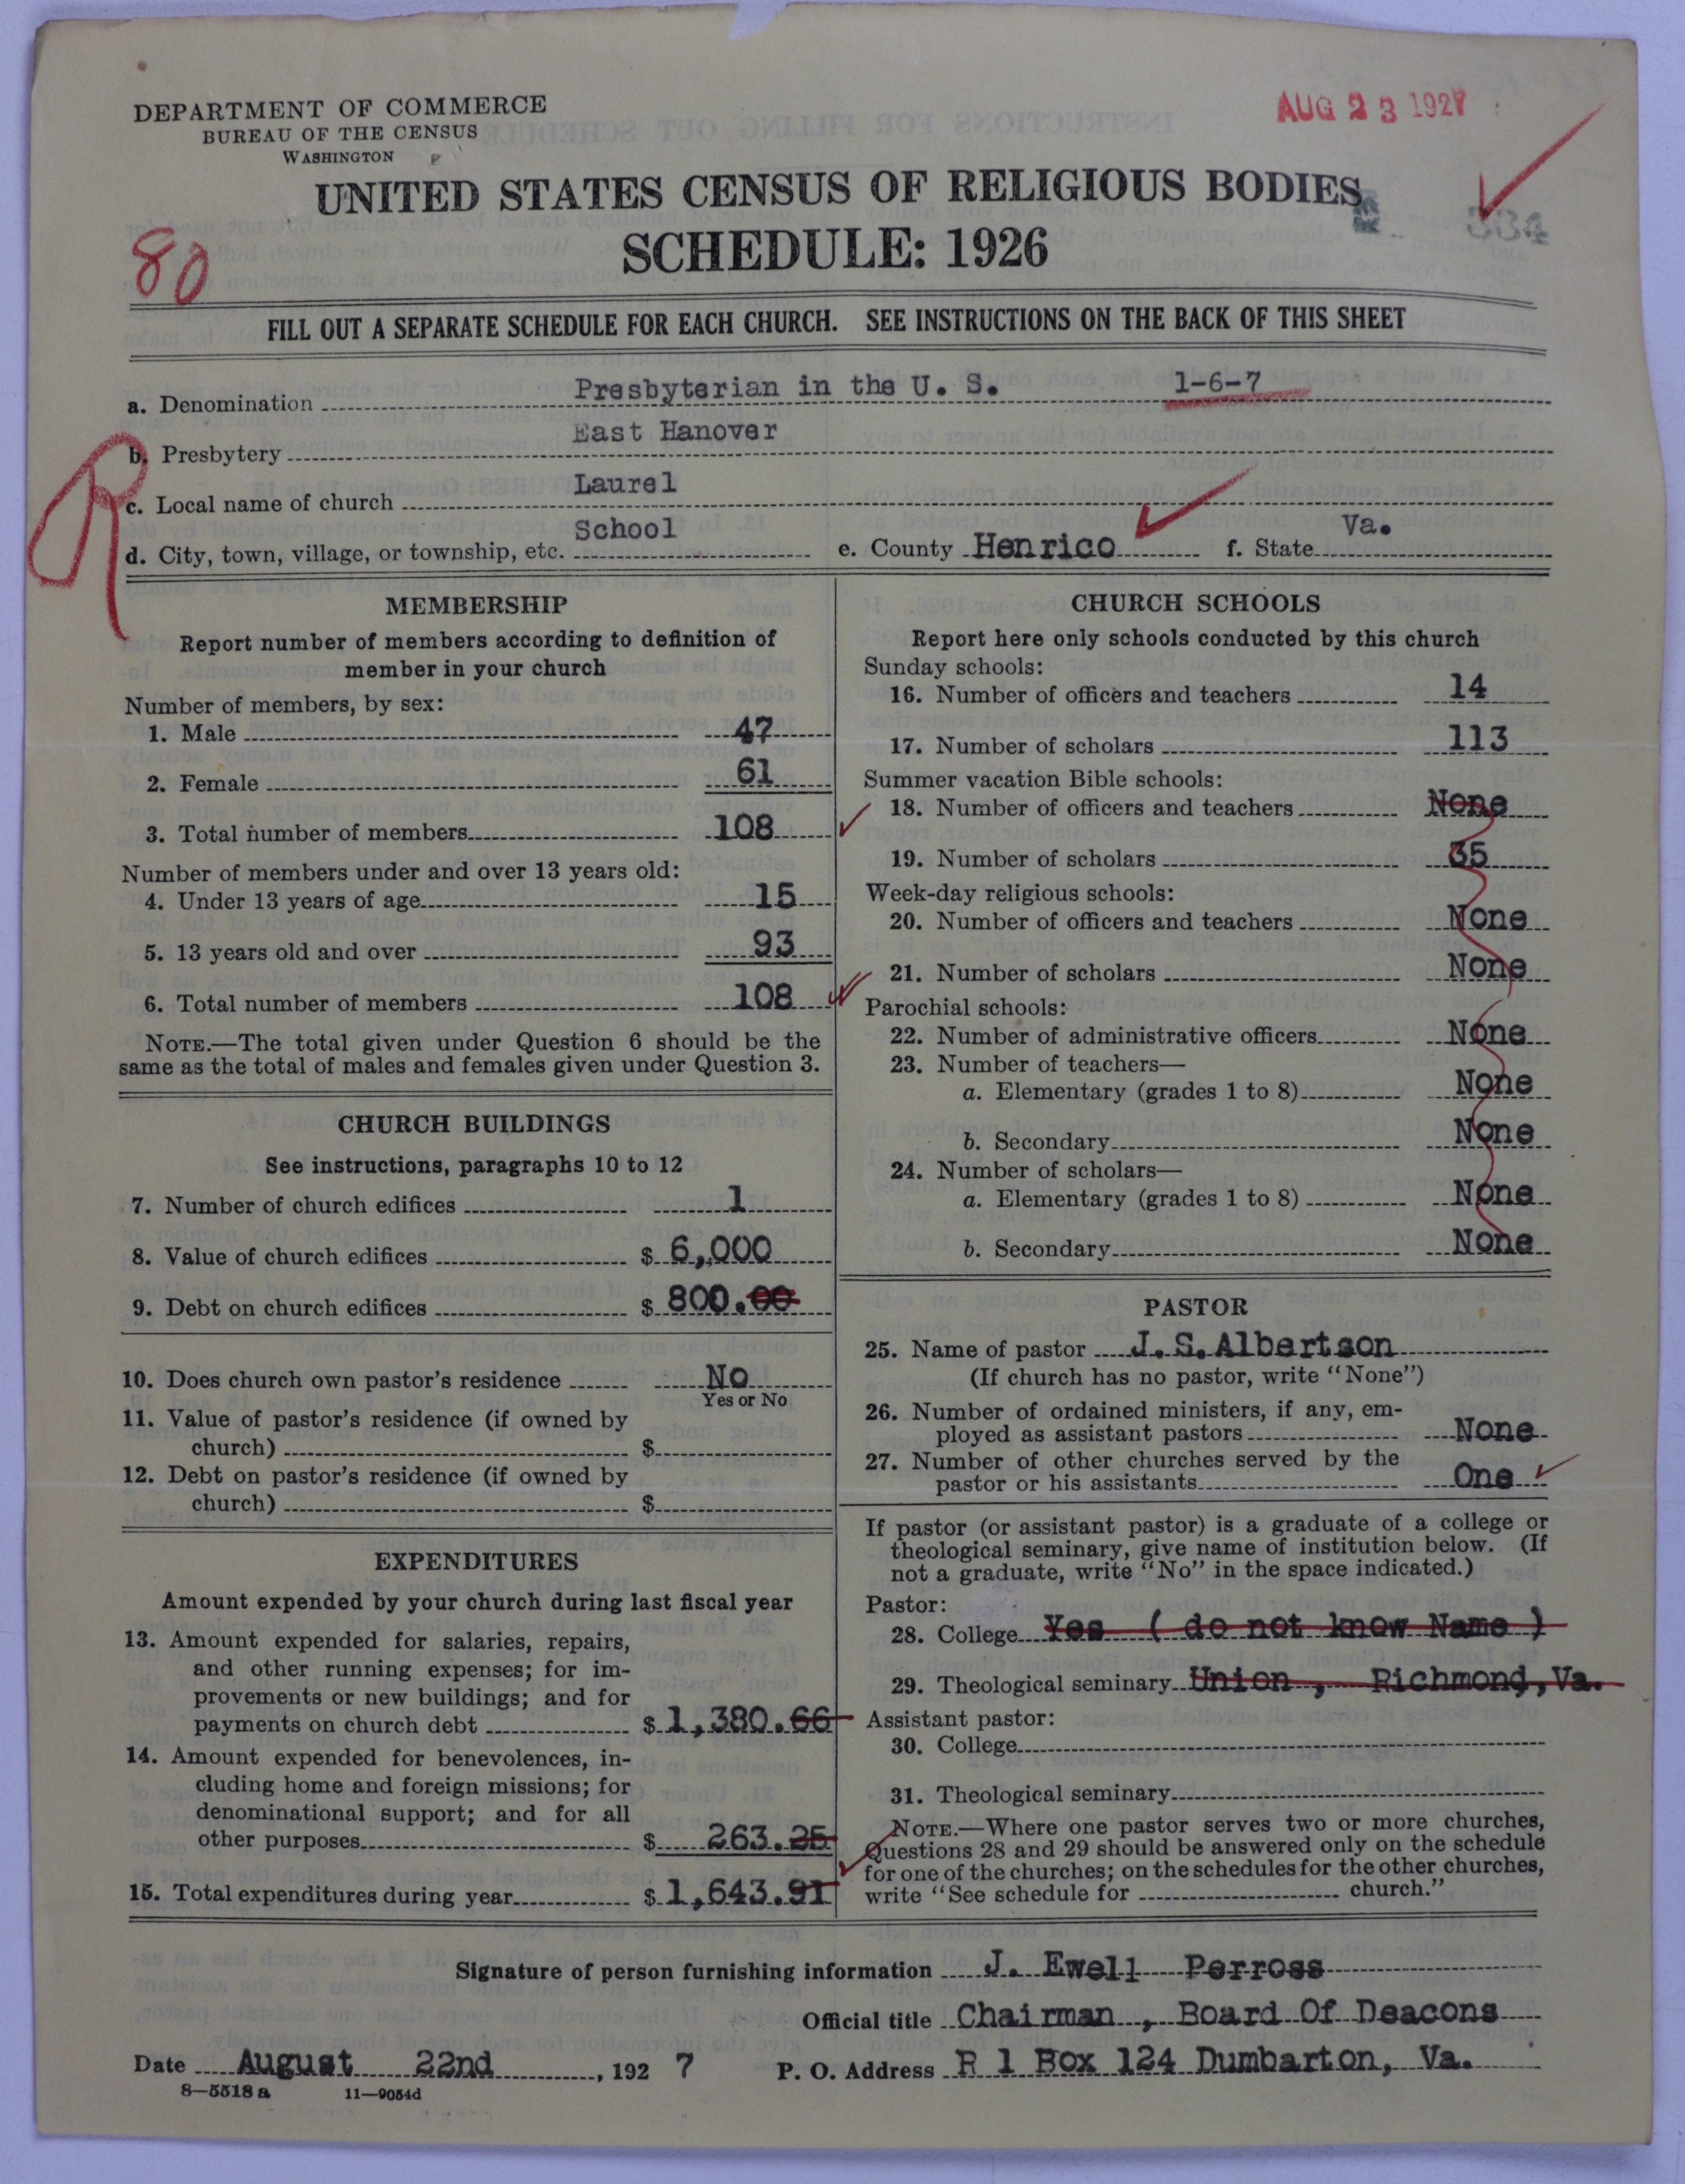 DEPARTMENT OF COMMERCE
BUREAU OF THE CENSUS
WASHINGTON
AUG 23 1927
UNITED STATES CENSUS OF RELIGIOUS BODIES
SCHEDULE: 1926
80
FILL OUT A SEPARATE SCHEDULE FOR EACH CHURCH. SEE INSTRUCTIONS ON THE BACK OF THIS SHEET
a. Denomination Presbyterian in the U. S. 1-6-7
b. Presbytery East Hanover
R
c. Local name of church Laurel
d. City, town, village, or township, etc. School e. County Henrico f. State Va.
MEMBERSHIP
Report number of members according to definition of
member in your church
Number of members, by sex:
1. Male 47
2. Female 61
3. Total number of members 108
Number of members under and over 13 years old:
4. Under 13 years of age 15
5. 13 years old and over 93
6. Total number of members 108
NOTE.—The total given under Question 6 should be the
same as the total of males and females given under Question 3.
CHURCH BUILDINGS
See instructions, paragraphs 10 to 12
7. Number of church edifices 1
8. Value of church edifices $ 6,000
9. Debt on church edifices $ 800.00
10. Does church own pastor's residence No
Yes or No
11. Value of pastor's residence (if owned by
church) $
12. Debt on pastor's residence (if owned by
church) $
EXPENDITURES
Amount expended by your church during last fiscal year
13. Amount expended for salaries, repairs,
and other running expenses; for im-
provements or new buildings; and for
payments on church debt $ 1,380.66
14. Amount expended for benevolences, in-
cluding home and foreign missions; for
denominational support; and for all
other purposes $ 263.25
15. Total expenditures during year $ 1,643.91
CHURCH SCHOOLS
Report here only schools conducted by this church
Sunday schools:
16. Number of officers and teachers 14
17. Number of scholars 113
Summer vacation Bible schools:
18. Number of officers and teachers None
19. Number of scholars 35
Week-day religious schools:
20. Number of officers and teachers None
21. Number of scholars None
Parochial schools:
22. Number of administrative officers None
23. Number of teachers—
a. Elementary (grades 1 to 8) None
b. Secondary None
24. Number of scholars—
a. Elementary (grades 1 to 8) None
b. Secondary None
PASTOR
25. Name of pastor J. S. Albertson
(If church has no pastor, write "None")
26. Number of ordained ministers, if any, em-
ployed as assistant pastors None
27. Number of other churches served by the
pastor or his assistants One
If pastor (or assistant pastor) is a graduate of a college or
theological seminary, give name of institution below. (If
not a graduate, write "No" in the space indicated.)
Pastor:
28. College Yes ( do not know Name )
29. Theological seminary Union , Richmond, Va.
Assistant pastor:
30. College
31. Theological seminary
NOTE.—Where one pastor serves two or more churches,
Questions 28 and 29 should be answered only on the schedule
for one of the churches; on the schedules for the other churches,
write "See schedule for church."
Signature of person furnishing information J. Ewell Perross
Official title Chairman , Board Of Deacons
Date August 22nd , 192 7 P. O. Address R 1 Box 124 Dumbarton, Va.
8—5518 a 11—9054d